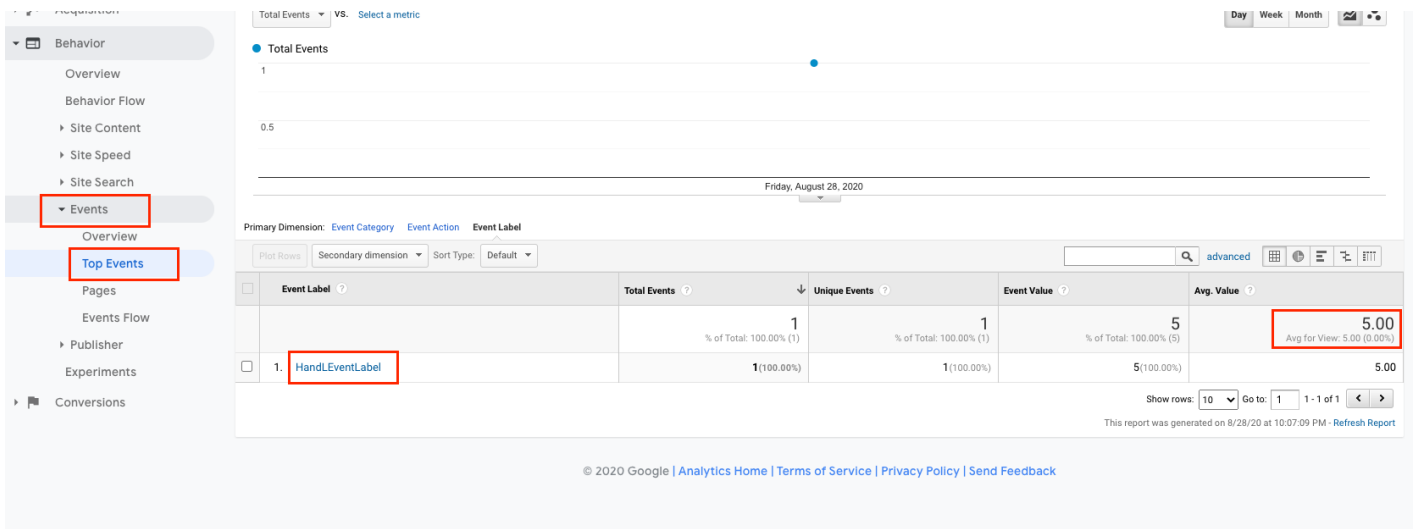 Acquisition
Total Events VS. Select a metric
Day Week Month
Behavior
Overview
Behavior Flow
Site Content
Site Speed
Site Search
Events
Overview
Top Events
Pages
Events Flow
Publisher
Experiments
Conversions
Total Events
1
0.5
Friday, August 28, 2020
Primary Dimension: Event Category Event Action Event Label
Plot Rows Secondary dimension Sort Type: Default advanced
Event Label ? Total Events ? Unique Events ? Event Value ? Avg. Value ?
1 1 5 5.00
% of Total: 100.00% (1) % of Total: 100.00% (1) % of Total: 100.00% (5) Avg for View: 5.00 (0.00%)
1. HandLEventLabel 1(100.00%) 1(100.00%) 5(100.00%) 5.00
Show rows: 10 Go to: 1 1 - 1 of 1
This report was generated on 8/28/20 at 10:07:09 PM - Refresh Report
© 2020 Google | Analytics Home | Terms of Service | Privacy Policy | Send Feedback